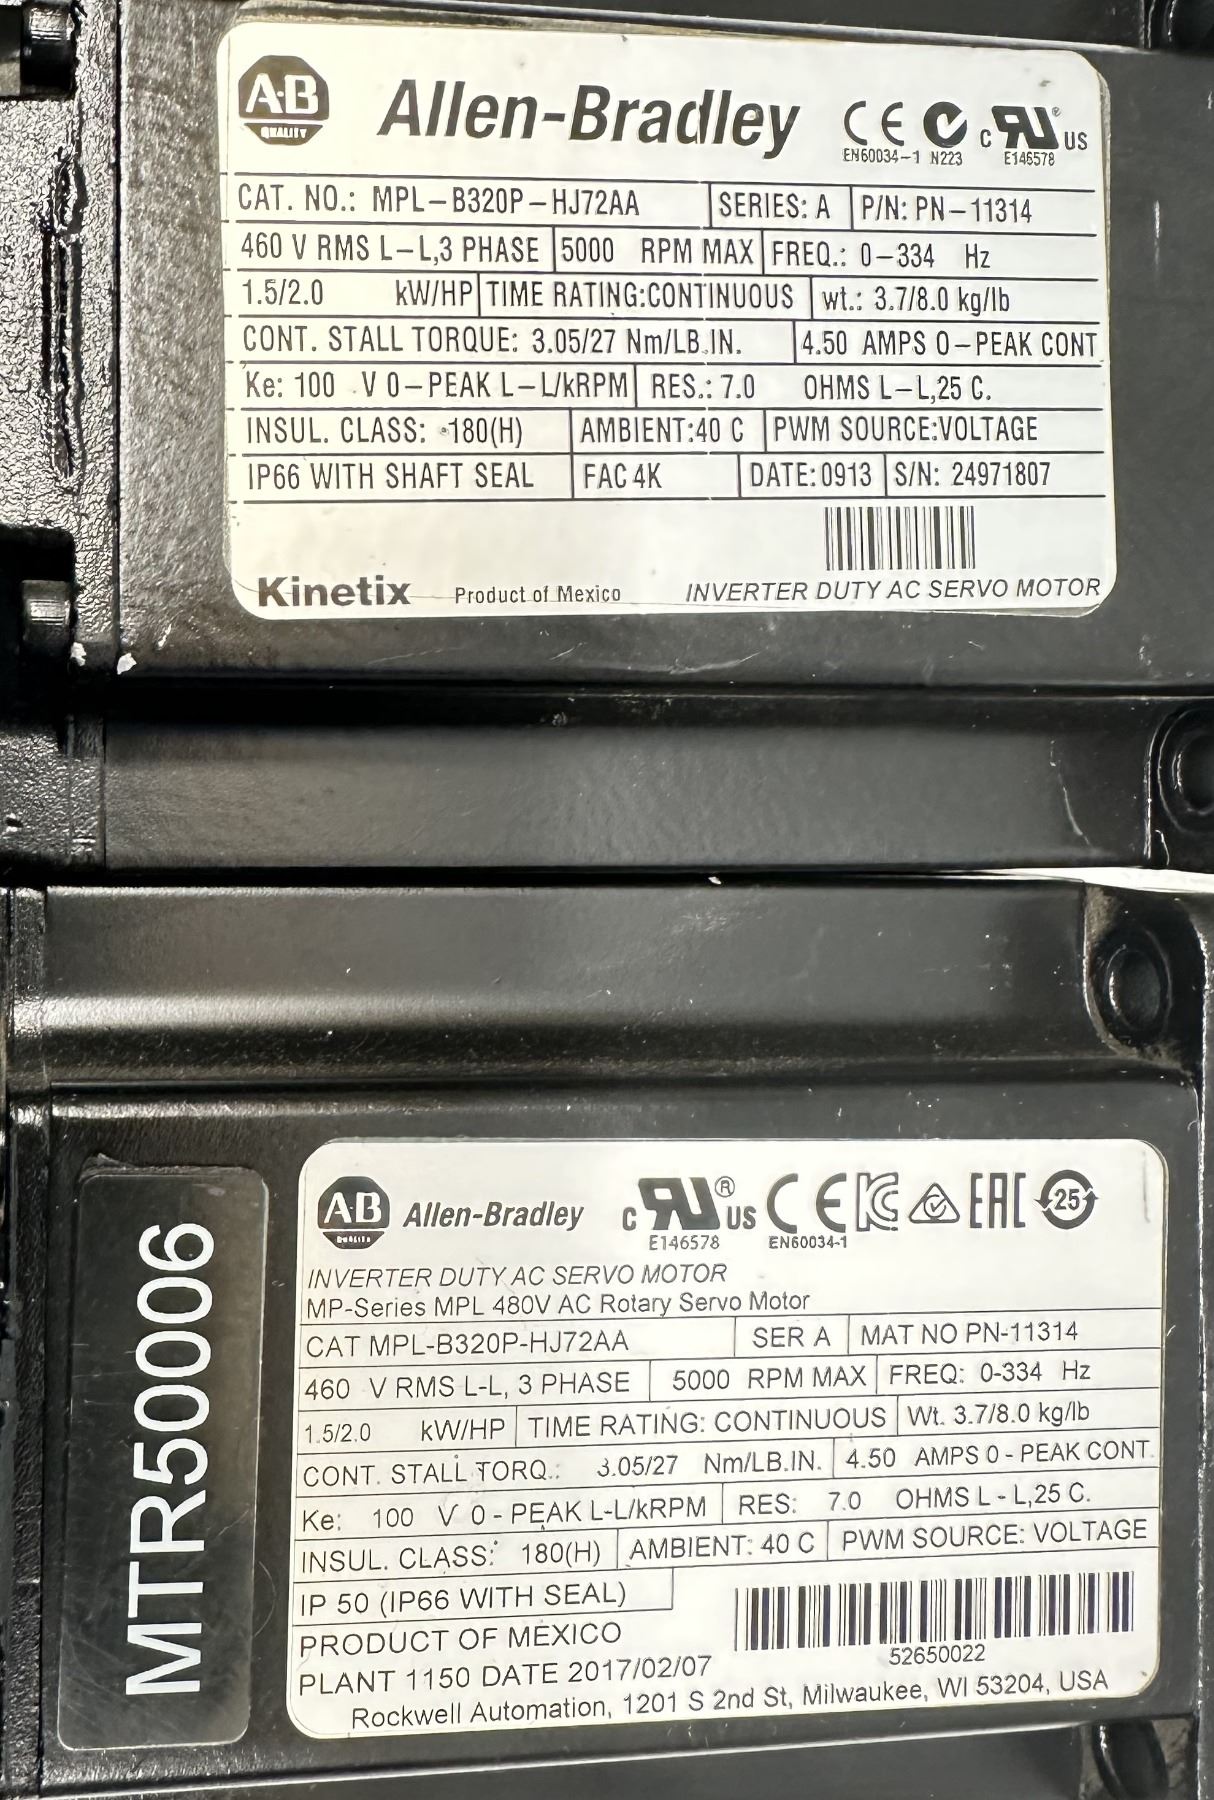 A·B QUALITY Allen-Bradley CE EN60034-1 N223 c RU ® US E146578
CAT. NO.: MPL-B320P-HJ72AA SERIES: A P/N: PN-11314
460 V RMS L-L,3 PHASE 5000 RPM MAX FREQ.: 0-334 Hz
1.5/2.0 kW/HP TIME RATING:CONTINUOUS wt.: 3.7/8.0 kg/lb
CONT. STALL TORQUE: 3.05/27 Nm/LB.IN. 4.50 AMPS 0-PEAK CONT
Ke: 100 V 0-PEAK L-L/kRPM RES.: 7.0 OHMS L-L,25 C.
INSUL. CLASS: 180(H) AMBIENT:40 C PWM SOURCE:VOLTAGE
IP66 WITH SHAFT SEAL FAC 4K DATE:0913 S/N: 24971807
Kinetix Product of Mexico INVERTER DUTY AC SERVO MOTOR
MTR50006
A·B QUALITY Allen-Bradley c RU ® US E146578 CE EN60034-1 KC EAC 25
INVERTER DUTY AC SERVO MOTOR
MP-Series MPL 480V AC Rotary Servo Motor
CAT MPL-B320P-HJ72AA SER A MAT NO PN-11314
460 V RMS L-L, 3 PHASE 5000 RPM MAX FREQ: 0-334 Hz
1.5/2.0 kW/HP TIME RATING: CONTINUOUS Wt. 3.7/8.0 kg/lb
CONT. STALL TORQ.: 3.05/27 Nm/LB.IN. 4.50 AMPS 0 - PEAK CONT.
Ke: 100 V 0 - PEAK L-L/kRPM RES: 7.0 OHMS L - L,25 C.
INSUL. CLASS: 180(H) AMBIENT: 40 C PWM SOURCE: VOLTAGE
IP 50 (IP66 WITH SEAL)
PRODUCT OF MEXICO
52650022
PLANT 1150 DATE 2017/02/07
Rockwell Automation, 1201 S 2nd St, Milwaukee, WI 53204, USA